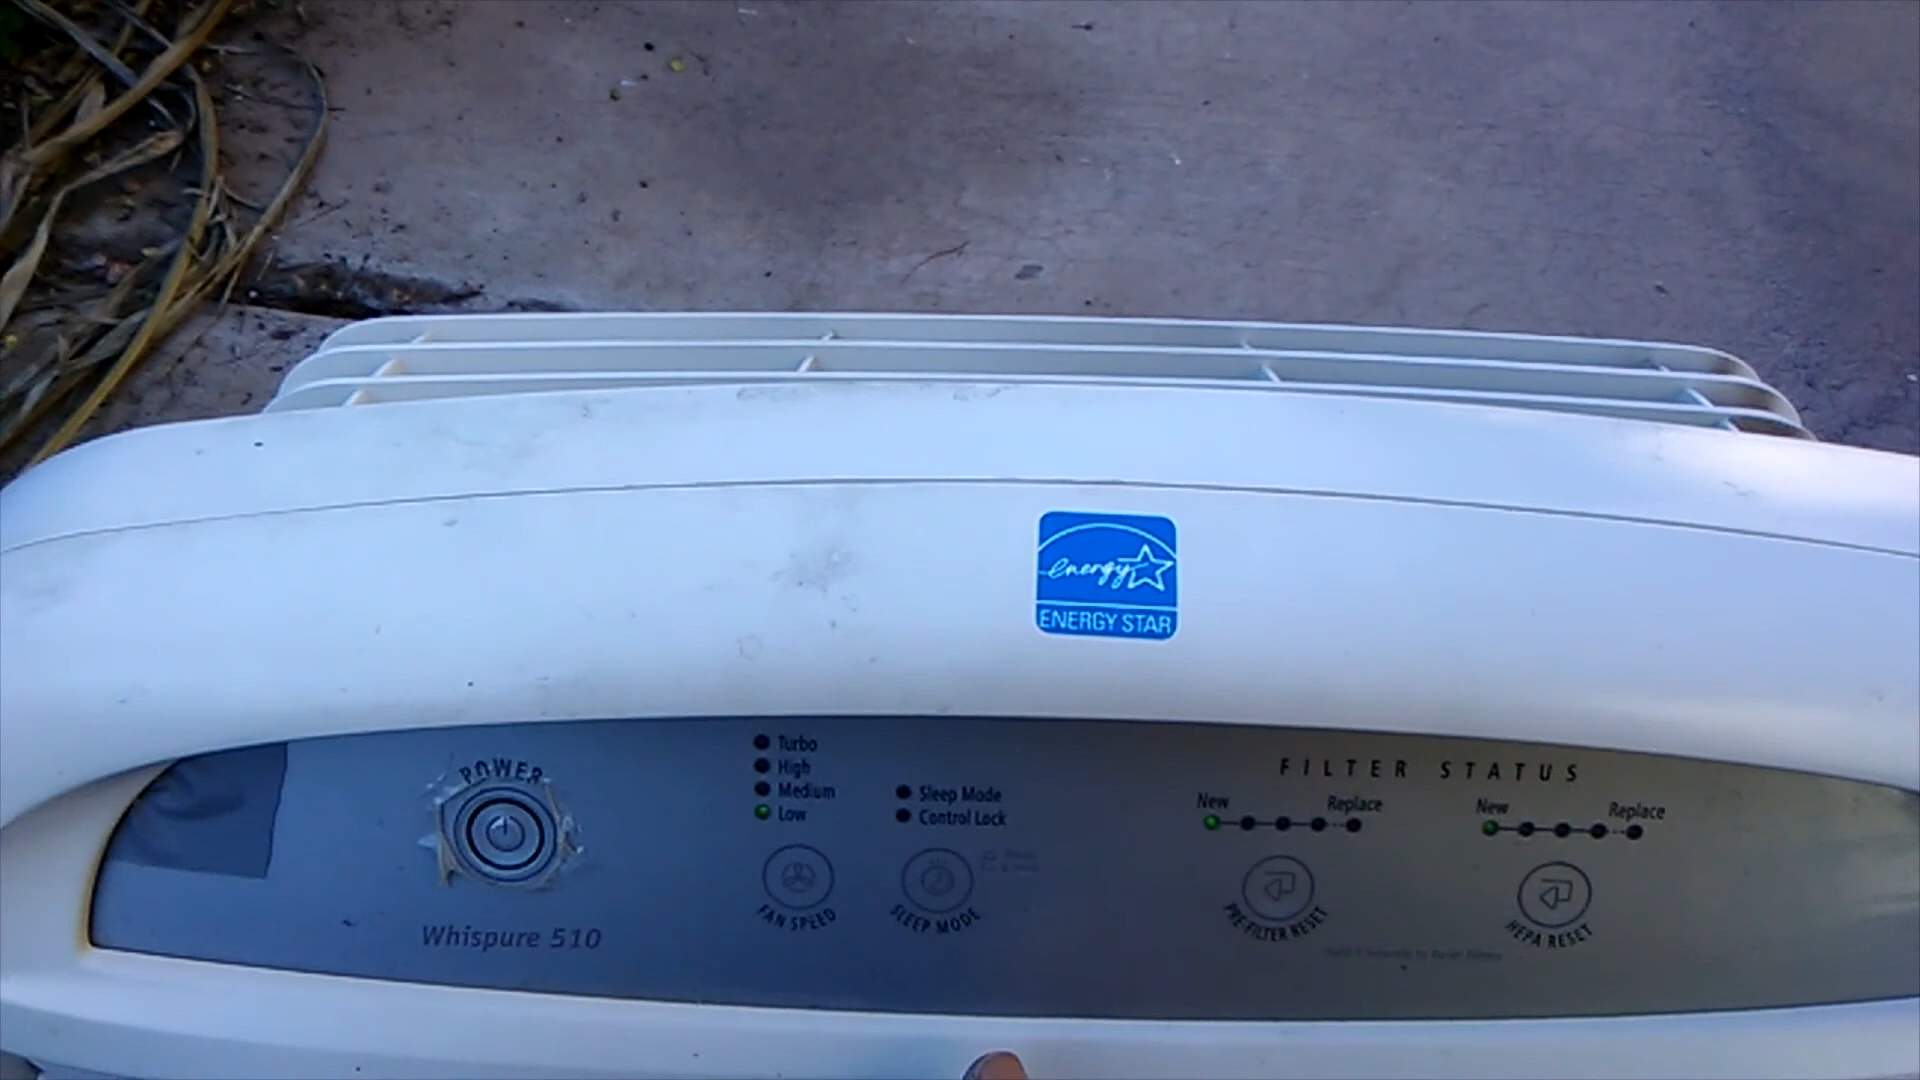 energy
ENERGY STAR
POWER
Whispure 510
Turbo
High
Medium
Low
FAN SPEED
Sleep Mode
Control Lock
SLEEP MODE
FILTER STATUS
New Replace
PRE-FILTER RESET
New Replace
HEPA RESET